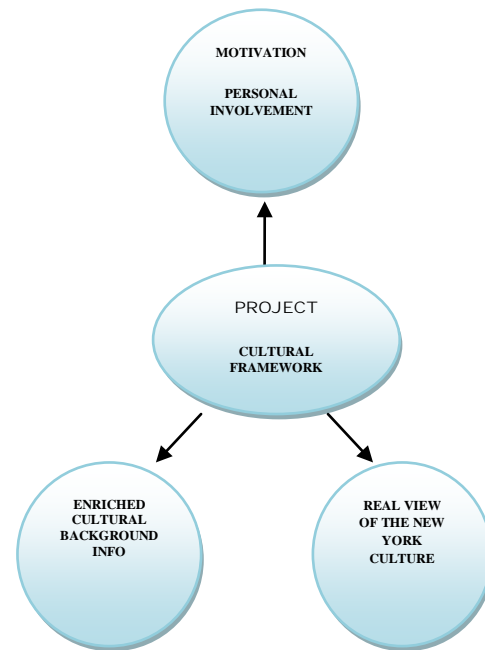 MOTIVATION
PERSONAL
INVOLVEMENT
PROJECT
CULTURAL
FRAMEWORK
ENRICHED
CULTURAL
BACKGROUND
INFO
REAL VIEW
OF THE NEW
YORK
CULTURE